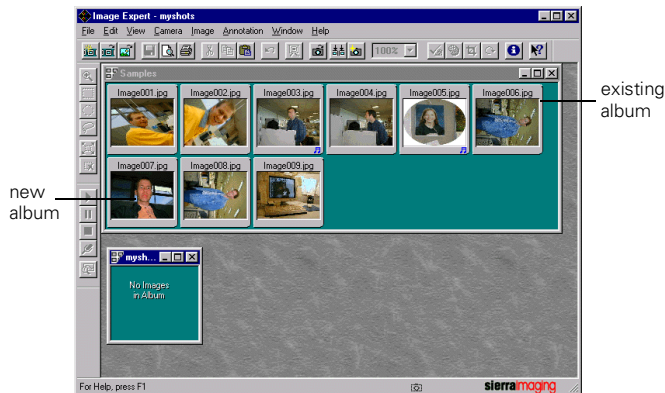 Image Expert - myshots
File Edit View Camera Image Annotation Window Help
100%
Samples
Image001.jpg Image002.jpg Image003.jpg Image004.jpg Image005.jpg Image006.jpg
existing
album
Image007.jpg Image008.jpg Image009.jpg
new
album
mysh...
No Images
in Album
For Help, press F1
sierraimaging